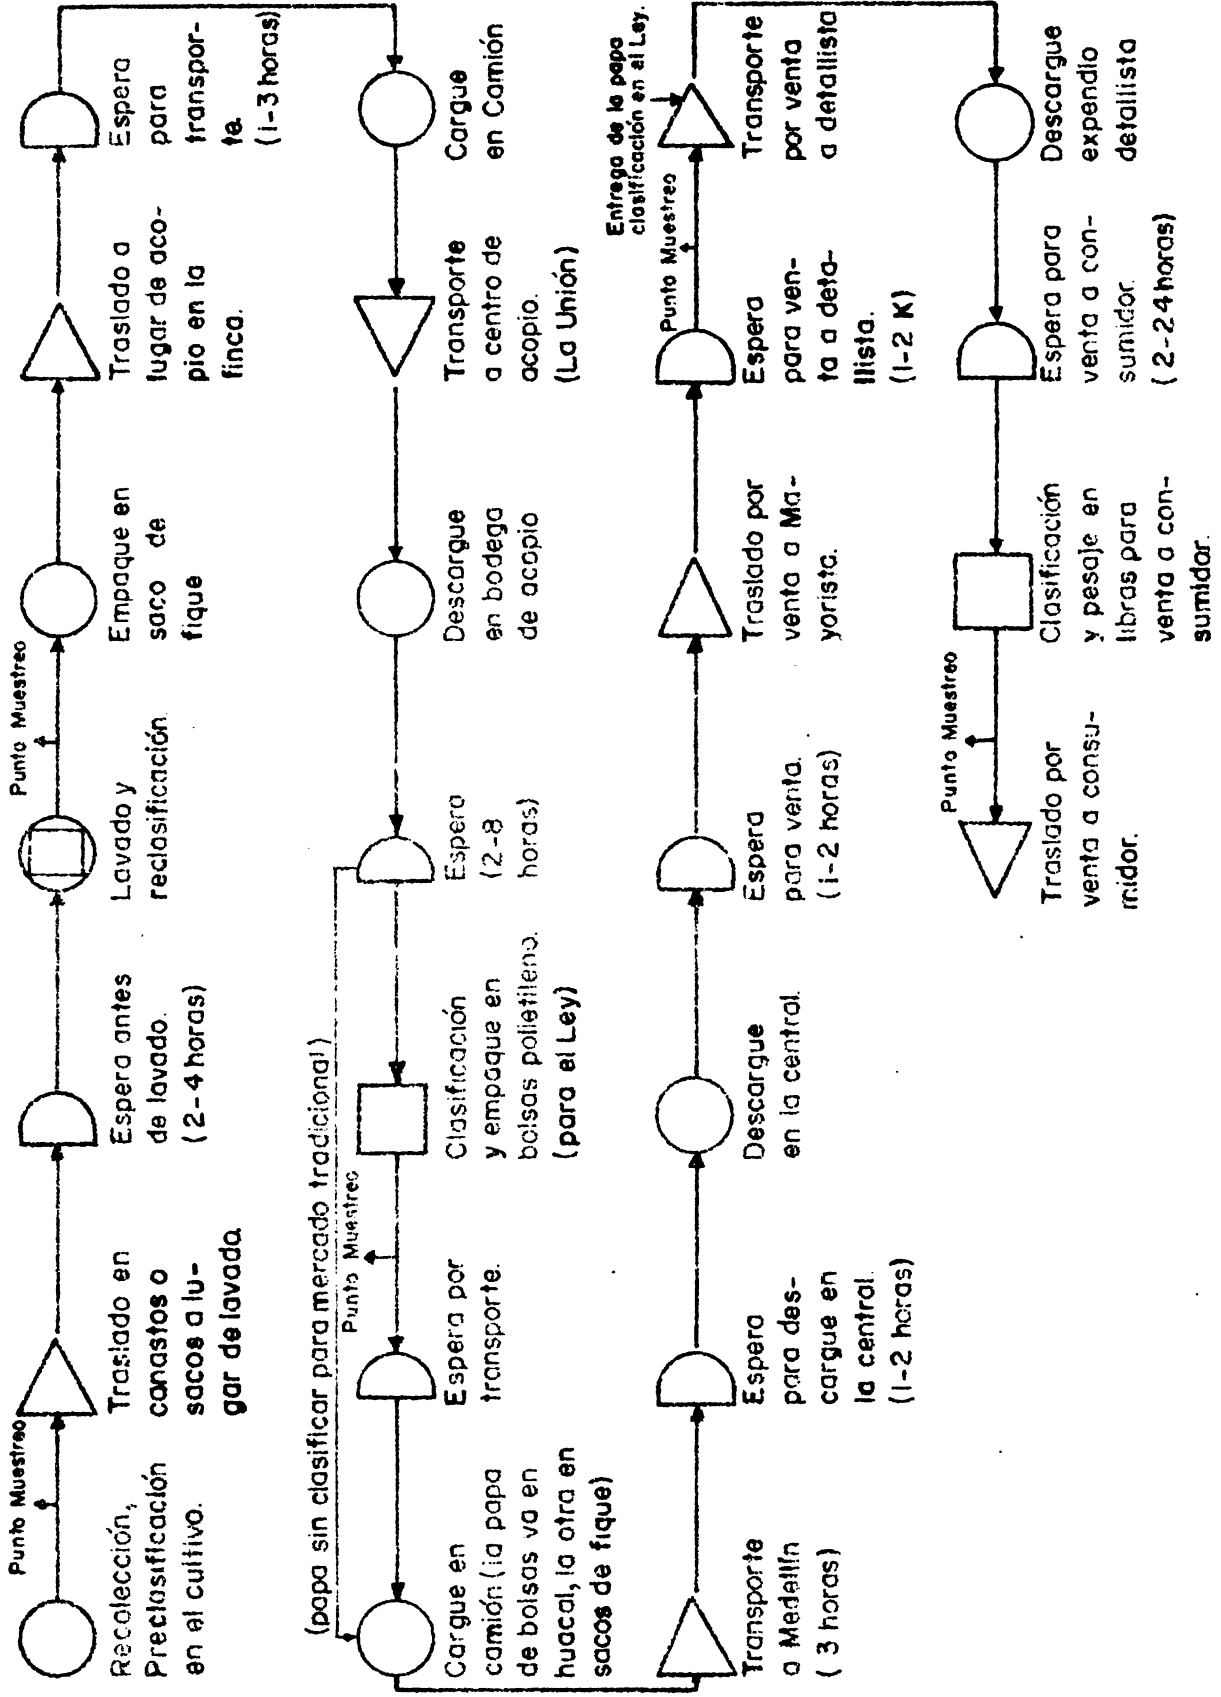 Punto Muestreo
Recolección,
Preclasificación
en el cultivo.
Traslado en
canastos o
sacos a lu-
gar de lavado.
Espera antes
de lavado.
(2-4 horas)
Lavado y
reclasificación.
Punto Muestreo
Empaque en
saco de
fique
Traslado a
lugar de aco-
pio en la
finca.
Espera
para
transpor-
te.
(1-3 horas)
Cargue
en Camión
Transporte
a centro de
acopio.
(La Unión)
Descargue
en bodega
de acopio
Espera
(2-8
horas)
(papa sin clasificar para mercado tradicional)
Clasificación
y empaque en
bolsas polietileno.
(para el Ley)
Punto Muestreo
Espera por
transporte.
Cargue en
camión (la papa
de bolsas va en
huacal, la otra en
sacos de fique)
Transporte
a Medellín
(3 horas)
Espera
para des-
cargue en
la central.
(1-2 horas)
Descargue
en la central.
Espera
para venta.
(1-2 horas)
Traslado por
venta a Ma-
yorista.
Espera
para ven-
ta a deta-
llista.
(1-2 K)
Punto Muestreo
Entrega de la papa
clasificación en el Ley.
Transporte
por venta
a detallista
Descargue
expendio
detallista
Espera para
venta a con-
sumidor.
(2-24 horas)
Clasificación
y pesaje en
libras para
venta a con-
sumidor.
Punto Muestreo
Traslado por
venta a consu-
midor.